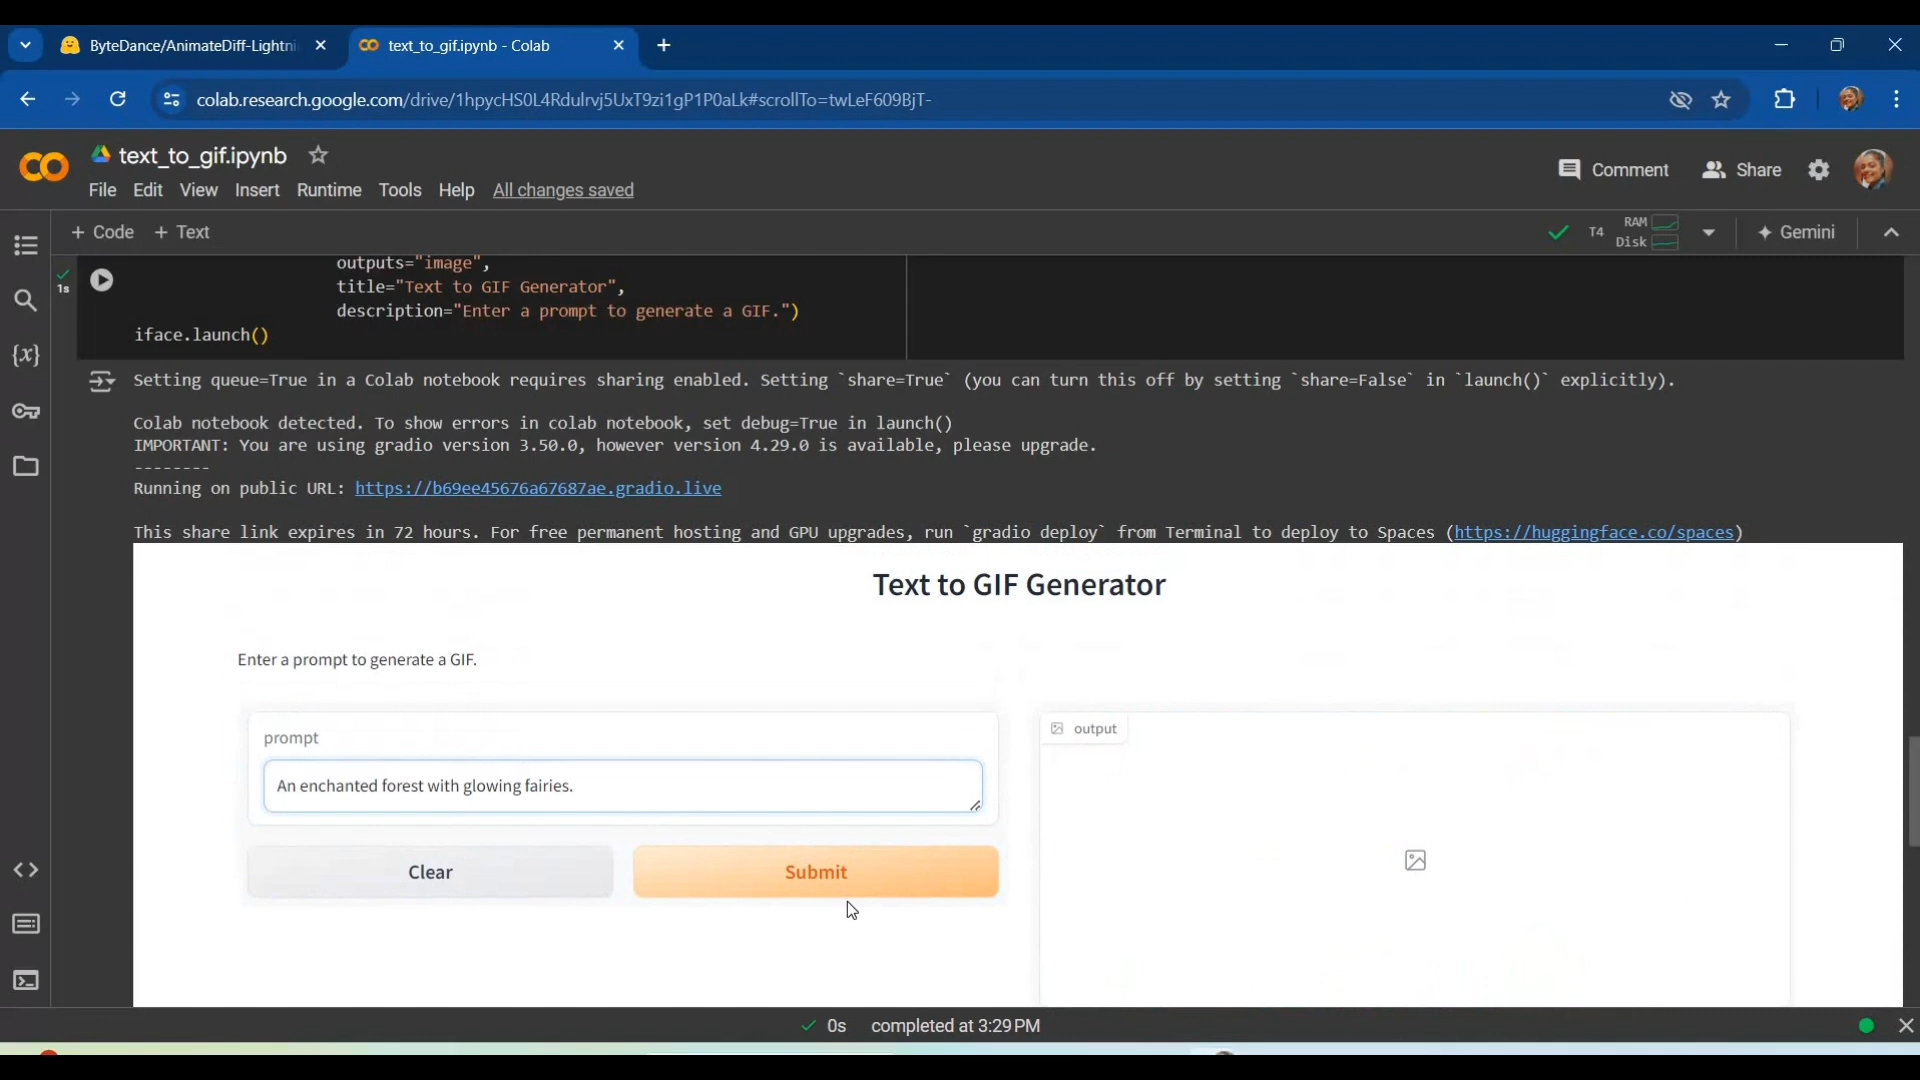 ByteDance/AnimateDiff-Lightni
text_to_gif.ipynb - Colab
colab.research.google.com/drive/1hpycHS0L4Rdulrvj5UxT9zi1gP1P0aLk#scrollTo=twLeF609BjT-
text_to_gif.ipynb
Comment
Share
File Edit View Insert Runtime Tools Help All changes saved
+ Code + Text
T4 RAM
Disk
Gemini
1s
outputs="image",
title="Text to GIF Generator",
description="Enter a prompt to generate a GIF.")
iface.launch()
Setting queue=True in a Colab notebook requires sharing enabled. Setting `share=True` (you can turn this off by setting `share=False` in `launch()` explicitly).
Colab notebook detected. To show errors in colab notebook, set debug=True in launch()
IMPORTANT: You are using gradio version 3.50.0, however version 4.29.0 is available, please upgrade.
--------
Running on public URL: https://b69ee45676a67687ae.gradio.live
This share link expires in 72 hours. For free permanent hosting and GPU upgrades, run `gradio deploy` from Terminal to deploy to Spaces (https://huggingface.co/spaces)
Text to GIF Generator
Enter a prompt to generate a GIF.
prompt
An enchanted forest with glowing fairies.
output
Clear
Submit
0s completed at 3:29 PM